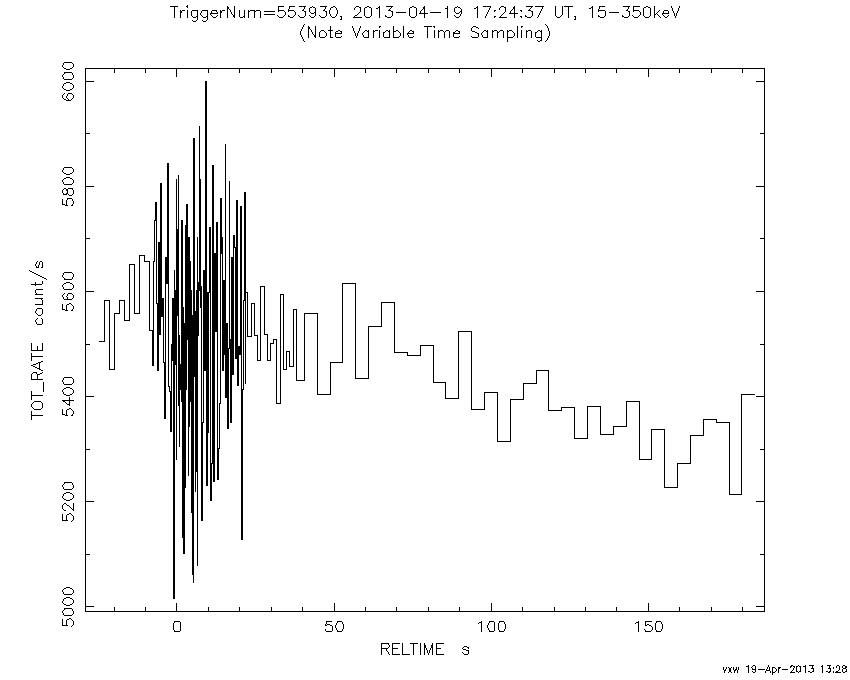 TriggerNum=553930, 2013-04-19 17:24:37 UT, 15-350keV
(Note Variable Time Sampling)
TOT_RATE count/s
6000
5800
5600
5400
5200
5000
0 50 100 150
RELTIME s
vxw 19-Apr-2013 13:28